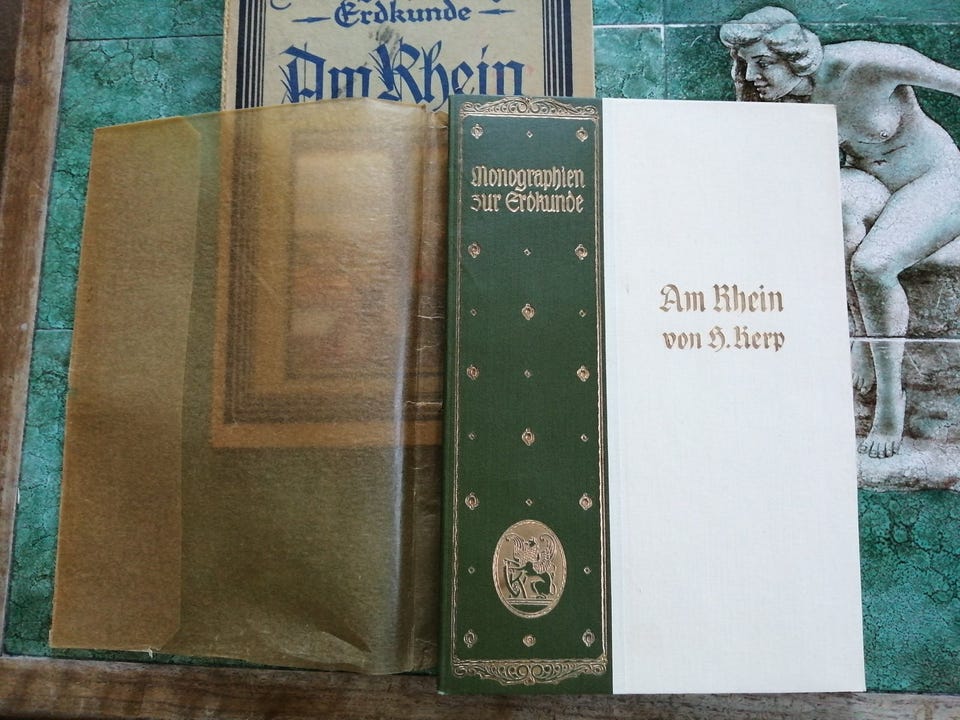 Erdkunde
Am Rhein
Monographien
zur Erdkunde
Am Rhein
von H. Kerp